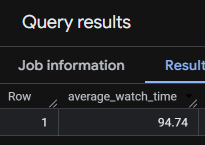 Query results
Job information Result
Row average_watch_time
1 94.74